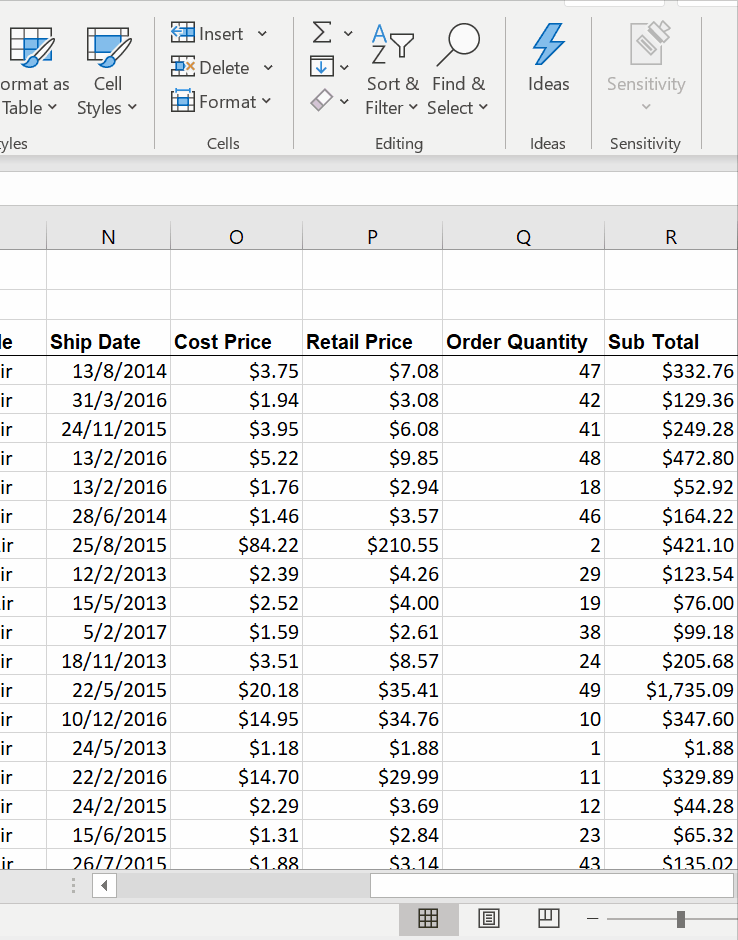 Insert
ormat as Cell Delete Sort & Find & Ideas Sensitivity
Table Styles Format Filter Select
yles Cells Editing Ideas Sensitivity
N O P Q R
le Ship Date Cost Price Retail Price Order Quantity Sub Total
ir 13/8/2014 $3.75 $7.08 47 $332.76
ir 31/3/2016 $1.94 $3.08 42 $129.36
ir 24/11/2015 $3.95 $6.08 41 $249.28
ir 13/2/2016 $5.22 $9.85 48 $472.80
ir 13/2/2016 $1.76 $2.94 18 $52.92
ir 28/6/2014 $1.46 $3.57 46 $164.22
ir 25/8/2015 $84.22 $210.55 2 $421.10
ir 12/2/2013 $2.39 $4.26 29 $123.54
ir 15/5/2013 $2.52 $4.00 19 $76.00
ir 5/2/2017 $1.59 $2.61 38 $99.18
ir 18/11/2013 $3.51 $8.57 24 $205.68
ir 22/5/2015 $20.18 $35.41 49 $1,735.09
ir 10/12/2016 $14.95 $34.76 10 $347.60
ir 24/5/2013 $1.18 $1.88 1 $1.88
ir 22/2/2016 $14.70 $29.99 11 $329.89
ir 24/2/2015 $2.29 $3.69 12 $44.28
ir 15/6/2015 $1.31 $2.84 23 $65.32
ir 26/7/2015 $1.88 $3.14 43 $135.02